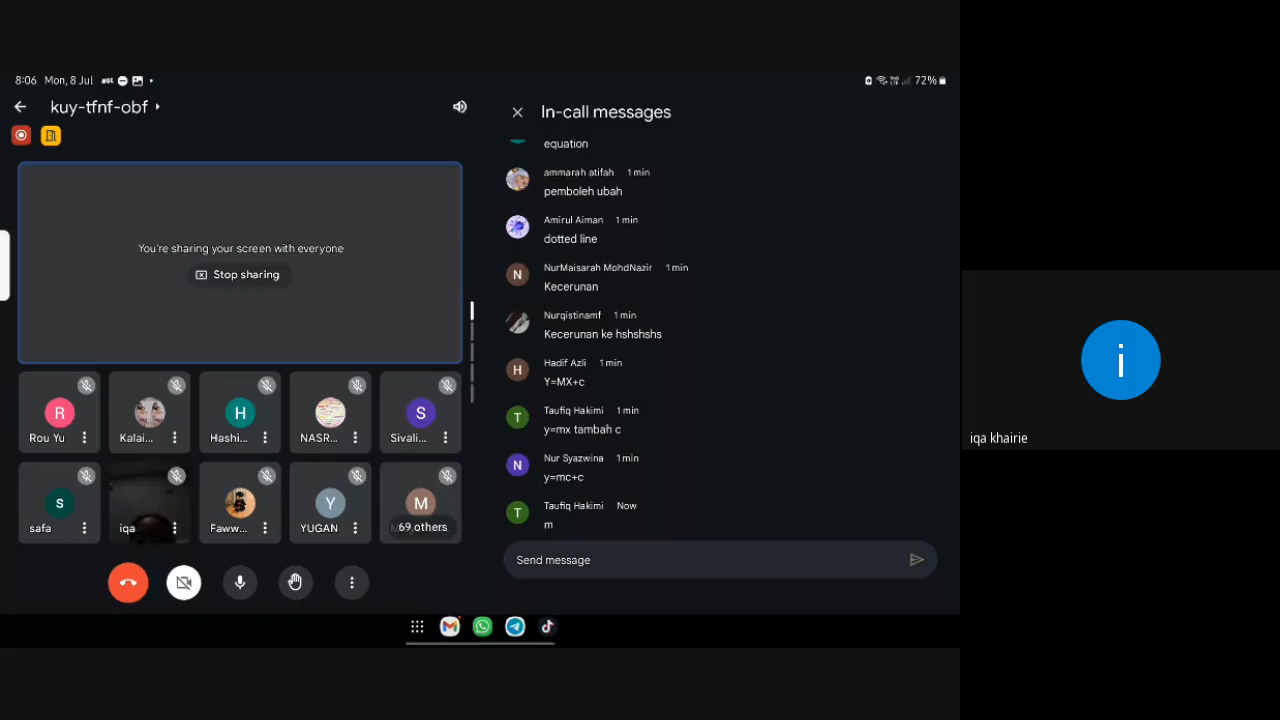 8:06 Mon, 8 Jul
72%
kuy-tfnf-obf
In-call messages
equation
ammarah atifah 1 min
pemboleh ubah
Amirul Aiman 1 min
dotted line
NurMaisarah MohdNazir 1 min
Kecerunan
Nurqistinamf 1 min
Kecerunan ke hshshshs
Hadif Azli 1 min
Y=MX+c
Taufiq Hakimi 1 min
y=mx tambah c
Nur Syazwina 1 min
y=mc+c
Taufiq Hakimi Now
m
Send message
You're sharing your screen with everyone
Stop sharing
R
H
S
Rou Yu
Kalai...
Hashi...
NASR...
Sivali...
s
Y
M
safa
iqa
Faww...
YUGAN
69 others
N
H
T
N
T
i
iqa khairie